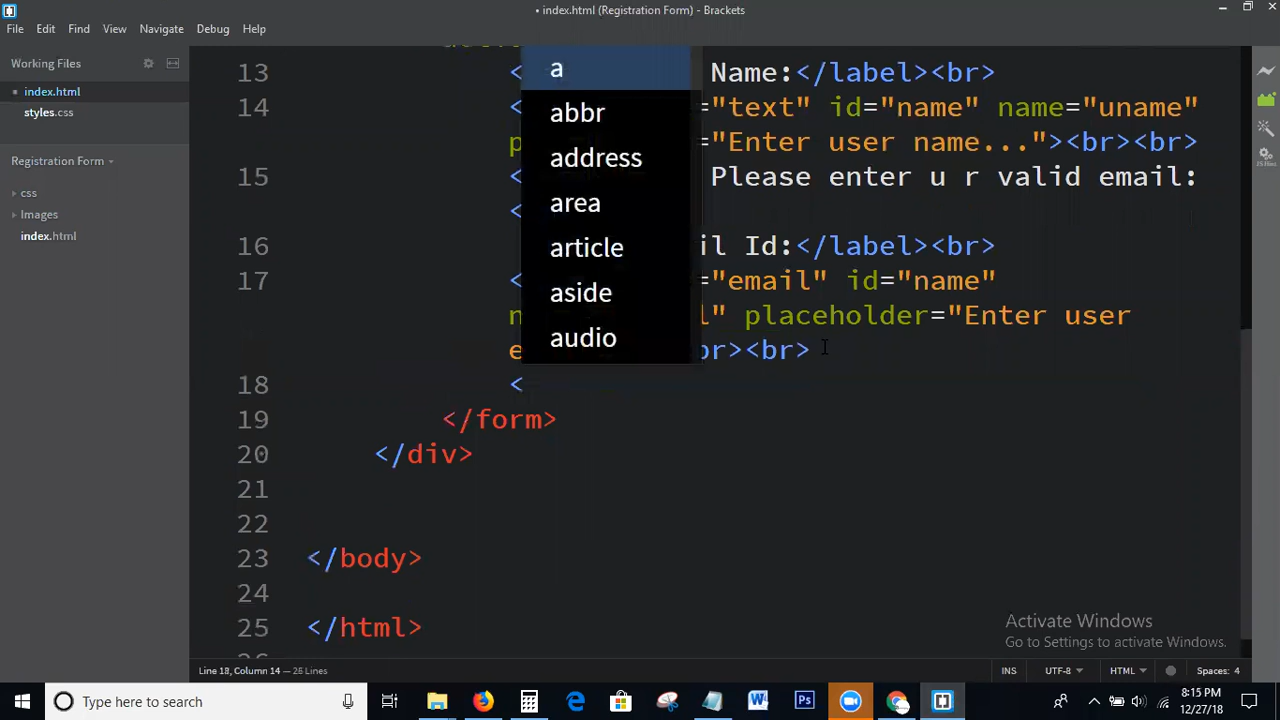 • index.html (Registration Form) - Brackets
File Edit Find View Navigate Debug Help
Working Files
index.html
styles.css
Registration Form
css
Images
index.html
a
abbr
address
area
article
aside
audio
13 < Name:</label><br>
14 < ="text" id="name" name="uname"
p ="Enter user name..."><br><br>
15 < Please enter u r valid email:
<
16 il Id:</label><br>
17 < ="email" id="name"
n l" placeholder="Enter user
e br><br>
18 <
19 </form>
20 </div>
21
22
23 </body>
24
25 </html>
Activate Windows
Go to Settings to activate Windows.
Line 18, Column 14 — 26 Lines
INS UTF-8 HTML Spaces: 4
Type here to search
8:15 PM
12/27/18